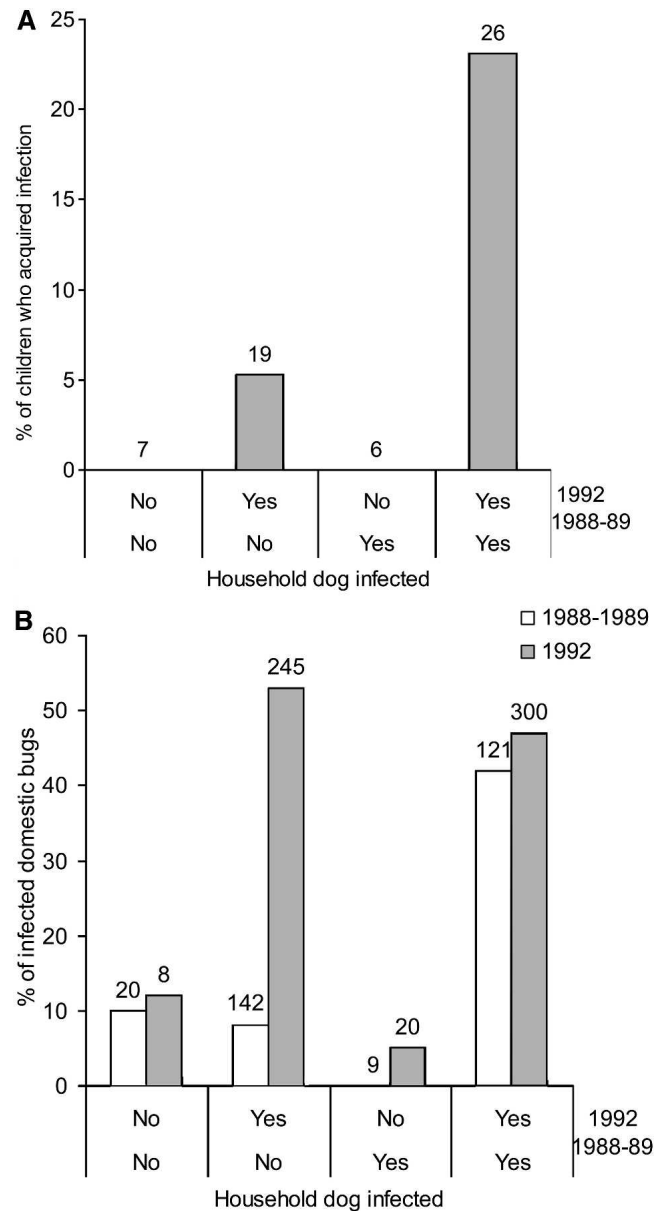 A
25
20
15
10
5
0
% of children who acquired infection
7 19 6 26
No Yes No Yes 1992
No No Yes Yes 1988-89
Household dog infected
B
1988-1989
1992
60
50
40
30
20
10
0
% of infected domestic bugs
20 8 142 245 9 20 121 300
No Yes No Yes 1992
No No Yes Yes 1988-89
Household dog infected